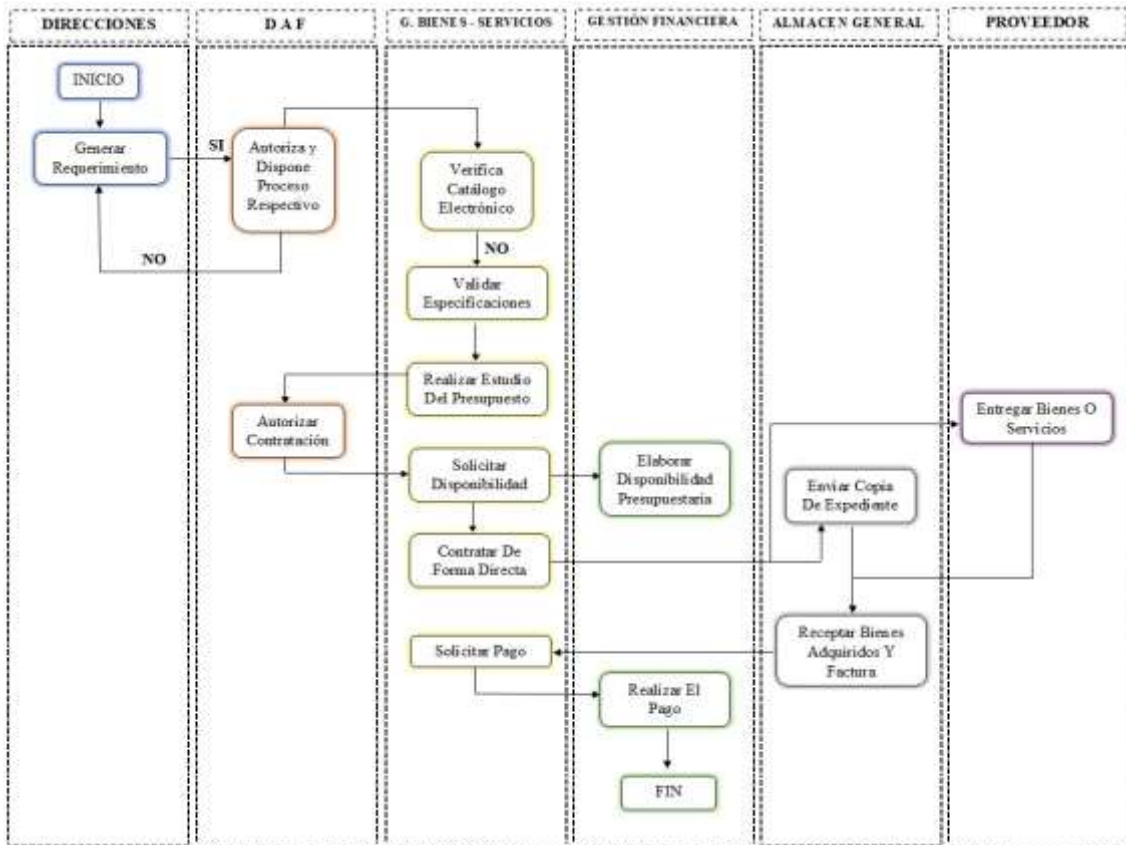 DIRECCIONES
D A F
G. BIENES - SERVICIOS
GESTIÓN FINANCIERA
ALMACEN GENERAL
PROVEEDOR
INICIO
Generar
Requerimiento
SI
Autoriza y
Dispone
Proceso
Respectivo
NO
Verifica
Catálogo
Electrónico
NO
Validar
Especificaciones
Realizar Estudio
Del Presupuesto
Autorizar
Contratación
Solicitar
Disponibilidad
Elaborar
Disponibilidad
Presupuestaria
Enviar Copia
De Expediente
Entregar Bienes O
Servicios
Contratar De
Forma Directa
Receptar Bienes
Adquiridos Y
Factura
Solicitar Pago
Realizar El
Pago
FIN